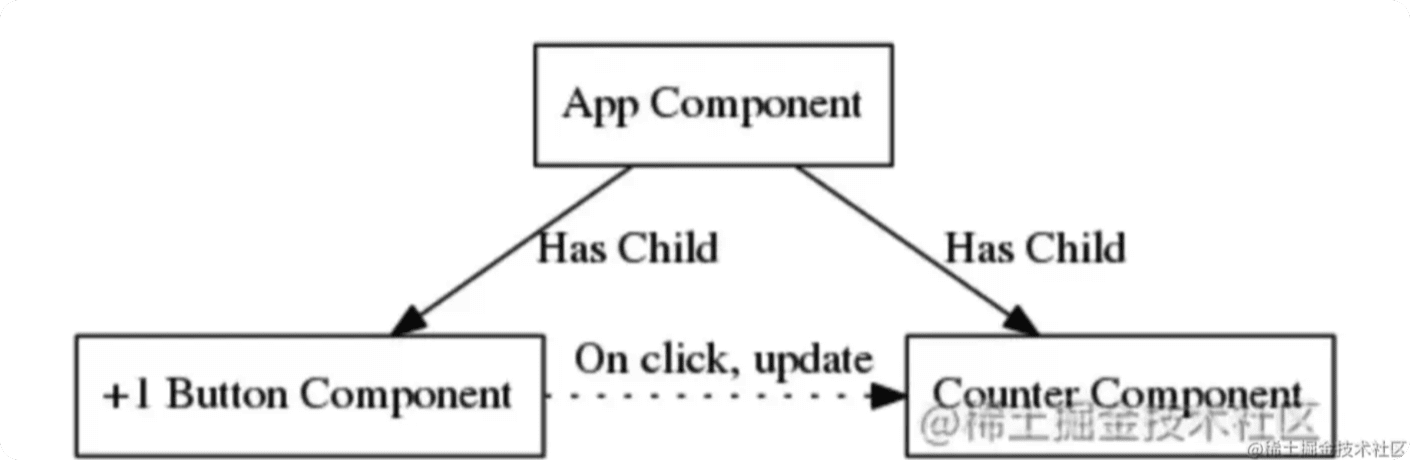 App Component
Has Child
Has Child
On click, update
+1 Button Component
Counter Component
@稀土掘金技术社区
@稀土掘金技术社区